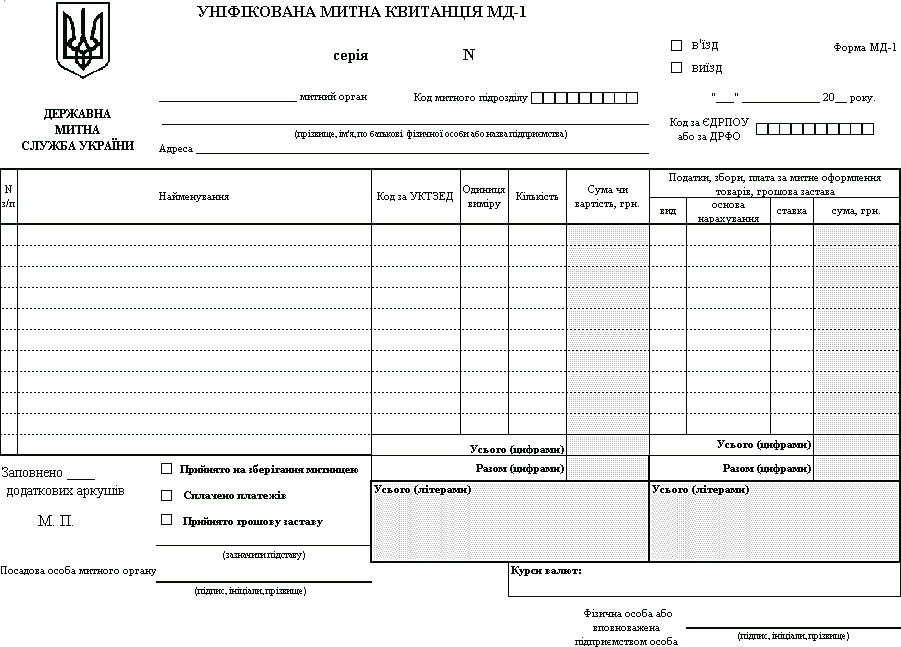 УНІФІКОВАНА МИТНА КВИТАНЦІЯ МД-1
серія N
в'їзд
Форма МД-1
виїзд
ДЕРЖАВНА
МИТНА
СЛУЖБА УКРАЇНИ
____________________ митний орган
Код митного підрозділу
"___" ____________ 20__ року.
(прізвище, ім'я, по батькові фізичної особи або назва підприємства)
Код за ЄДРПОУ
або за ДРФО
Адреса ____________________
N
з/п
Найменування
Код за УКТЗЕД
Одиниця
виміру
Кількість
Сума чи
вартість, грн.
Податки, збори, плата за митне оформлення
товарів, грошова застава
вид
основа
нарахування
ставка
сума, грн.
Усього (цифрами)
Усього (цифрами)
Разом (цифрами)
Разом (цифрами)
Заповнено ____
додаткових аркушів
М. П.
Прийнято на зберігання митницею
Сплачено платежів
Прийнято грошову заставу
(зазначити підставу)
Усього (літерами)
Усього (літерами)
Посадова особа митного органу
(підпис, ініціали, прізвище)
Курси валют:
Фізична особа або
вповноважена
підприємством особа
(підпис, ініціали, прізвище)